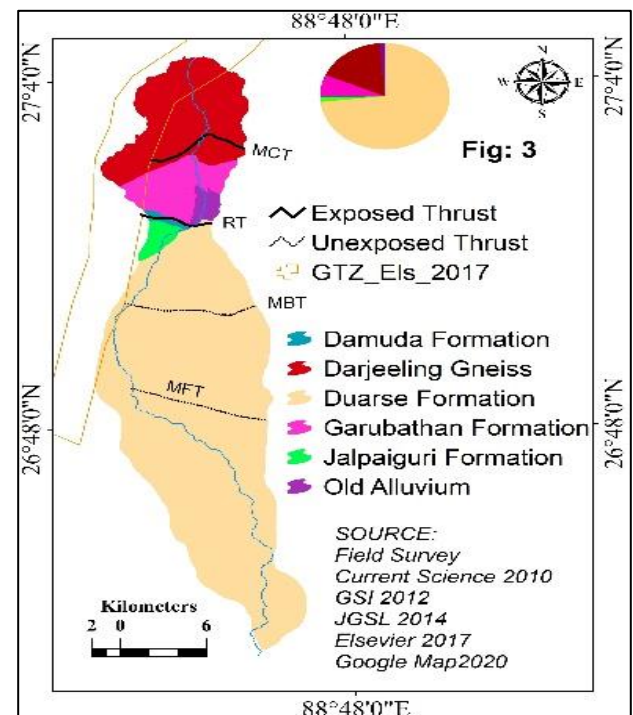 88°48'0"E
27°4'0"N
27°4'0"N
N
W E
S
Fig: 3
MCT
RT
MBT
MFT
Exposed Thrust
Unexposed Thrust
GTZ_Els_2017
Damuda Formation
Darjeeling Gneiss
Duarse Formation
Garubathan Formation
Jalpaiguri Formation
Old Alluvium
26°48'0"N
26°48'0"N
SOURCE:
Field Survey
Current Science 2010
GSI 2012
JGSL 2014
Elsevier 2017
Google Map2020
Kilometers
2 0 6
88°48'0"E